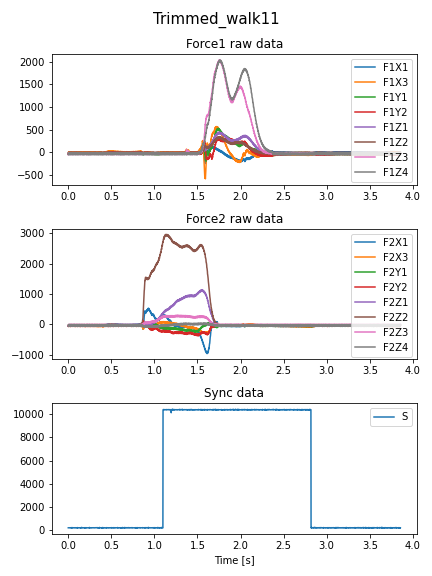 Trimmed_walk11
Force1 raw data
2000
1500
1000
500
0
−500
0.0 0.5 1.0 1.5 2.0 2.5 3.0 3.5 4.0
F1X1
F1X3
F1Y1
F1Y2
F1Z1
F1Z2
F1Z3
F1Z4
Force2 raw data
3000
2000
1000
0
−1000
0.0 0.5 1.0 1.5 2.0 2.5 3.0 3.5 4.0
F2X1
F2X3
F2Y1
F2Y2
F2Z1
F2Z2
F2Z3
F2Z4
Sync data
10000
8000
6000
4000
2000
0
0.0 0.5 1.0 1.5 2.0 2.5 3.0 3.5 4.0
S
Time [s]